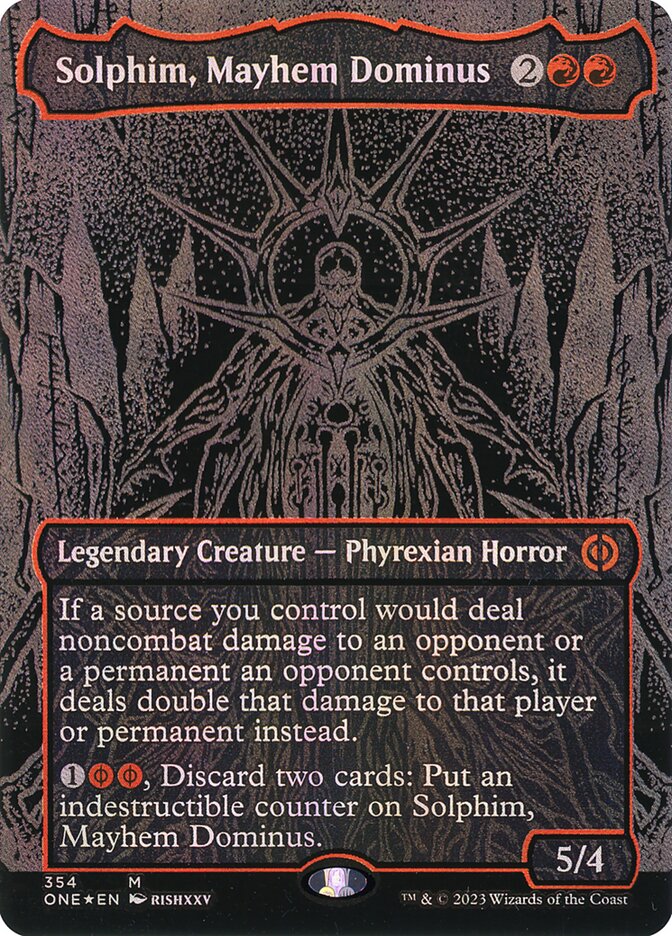 Solphim, Mayhem Dominus 2
Legendary Creature — Phyrexian Horror
If a source you control would deal
noncombat damage to an opponent or
a permanent an opponent controls, it
deals double that damage to that player
or permanent instead.
1, Discard two cards: Put an
indestructible counter on Solphim,
Mayhem Dominus.
5/4
354 M
ONE★EN RISHXXV
™ & © 2023 Wizards of the Coast